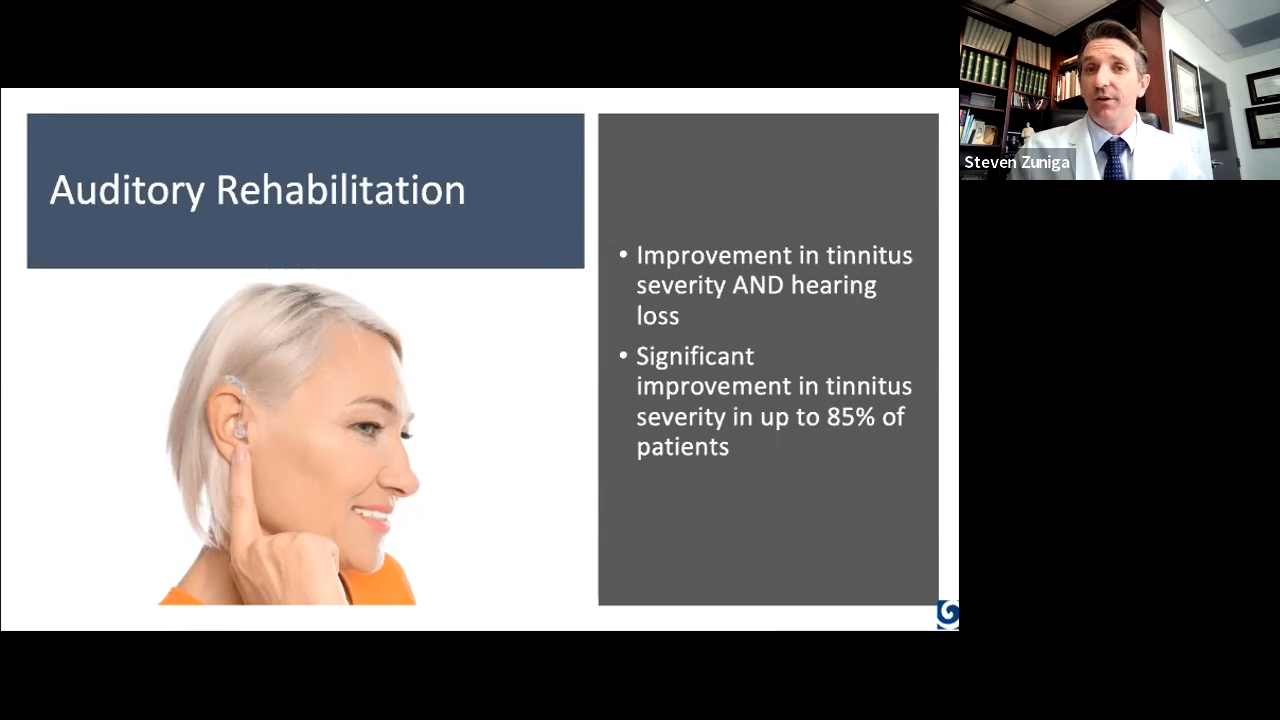 Auditory Rehabilitation
• Improvement in tinnitus
severity AND hearing
loss
• Significant
improvement in tinnitus
severity in up to 85% of
patients
Steven Zuniga